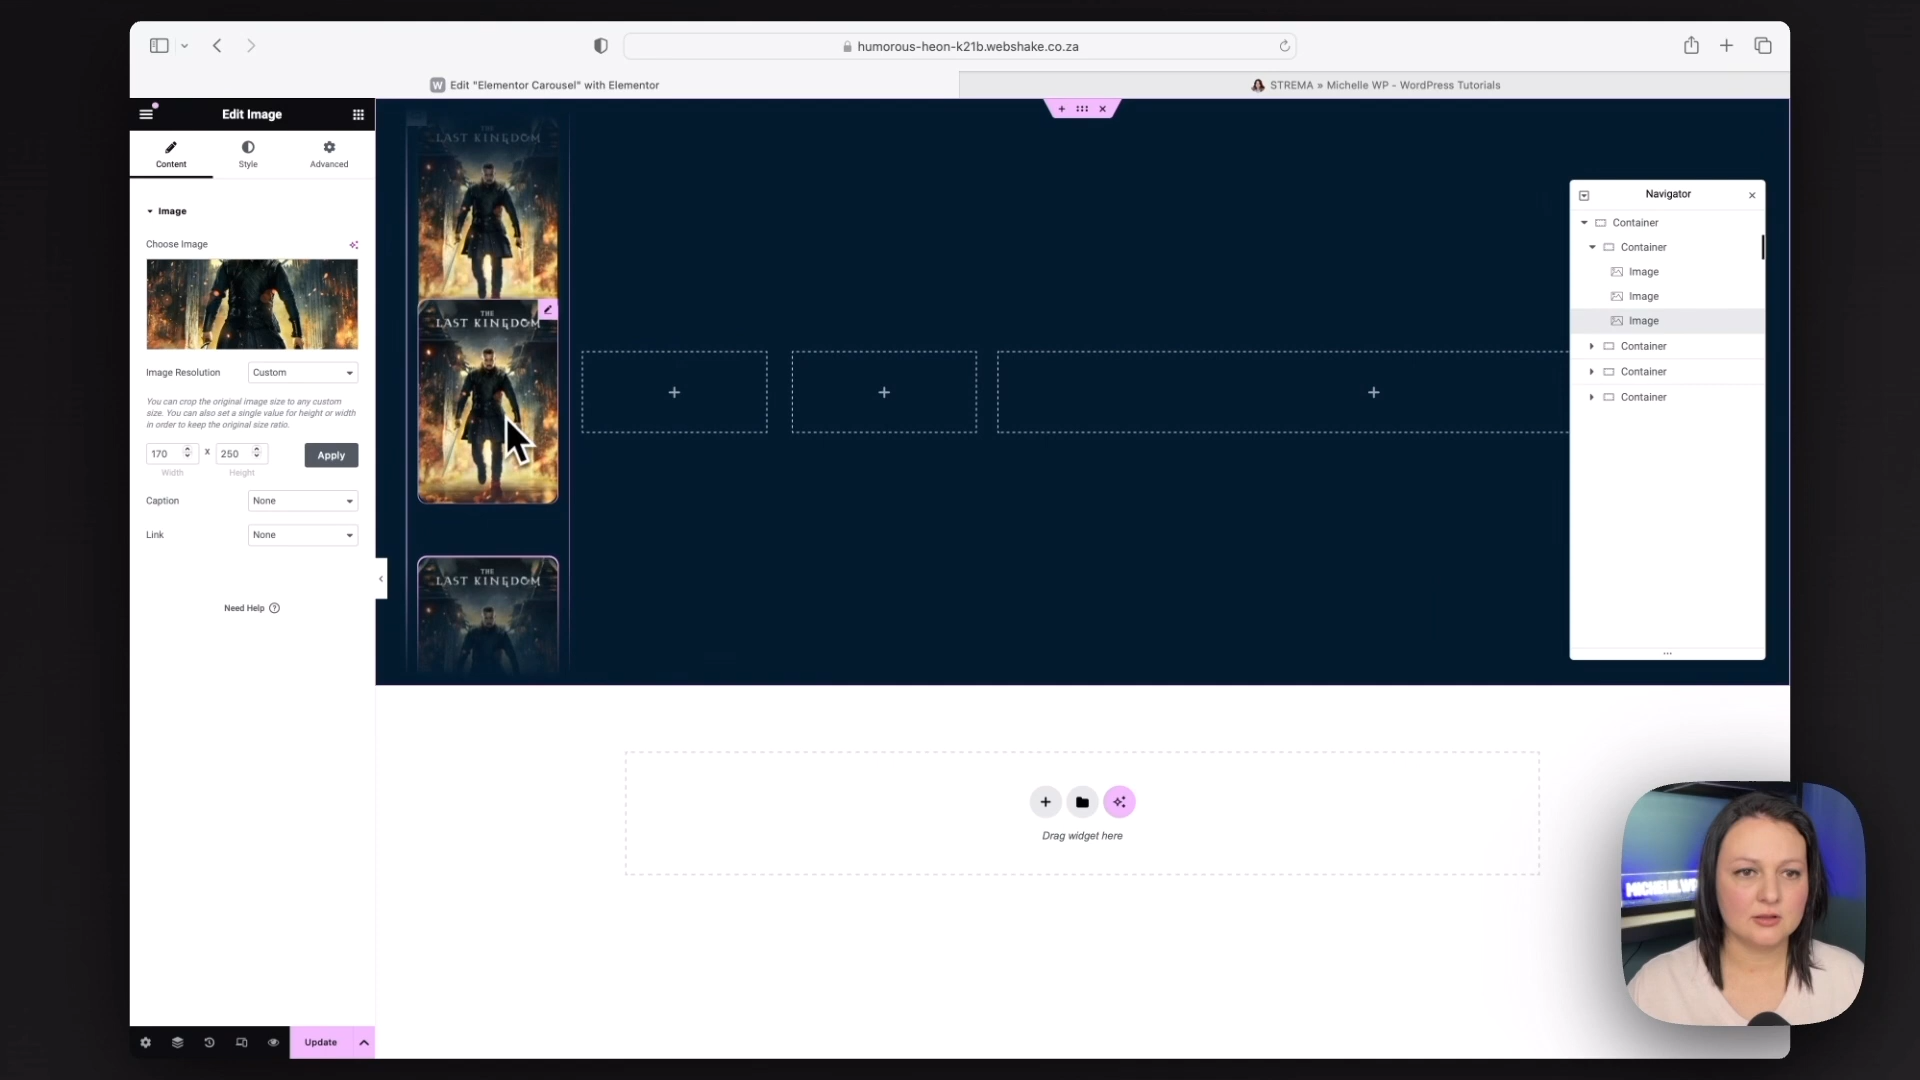 humorous-heon-k21b.webshake.co.za
W Edit "Elementor Carousel" with Elementor
STREMA » Michelle WP - WordPress Tutorials
Edit Image
Content
Style
Advanced
Image
Choose Image
Image Resolution
Custom
You can crop the original image size to any custom
size. You can also set a single value for height or width
in order to keep the original size ratio.
170 x 250
Apply
Width
Height
Caption
None
Link
None
Need Help
Update
THE
LAST KINGDOM
THE
LAST KINGDOM
THE
LAST KINGDOM
Navigator
Container
Container
Image
Image
Image
Container
Container
Container
Drag widget here
MICHELLE WP